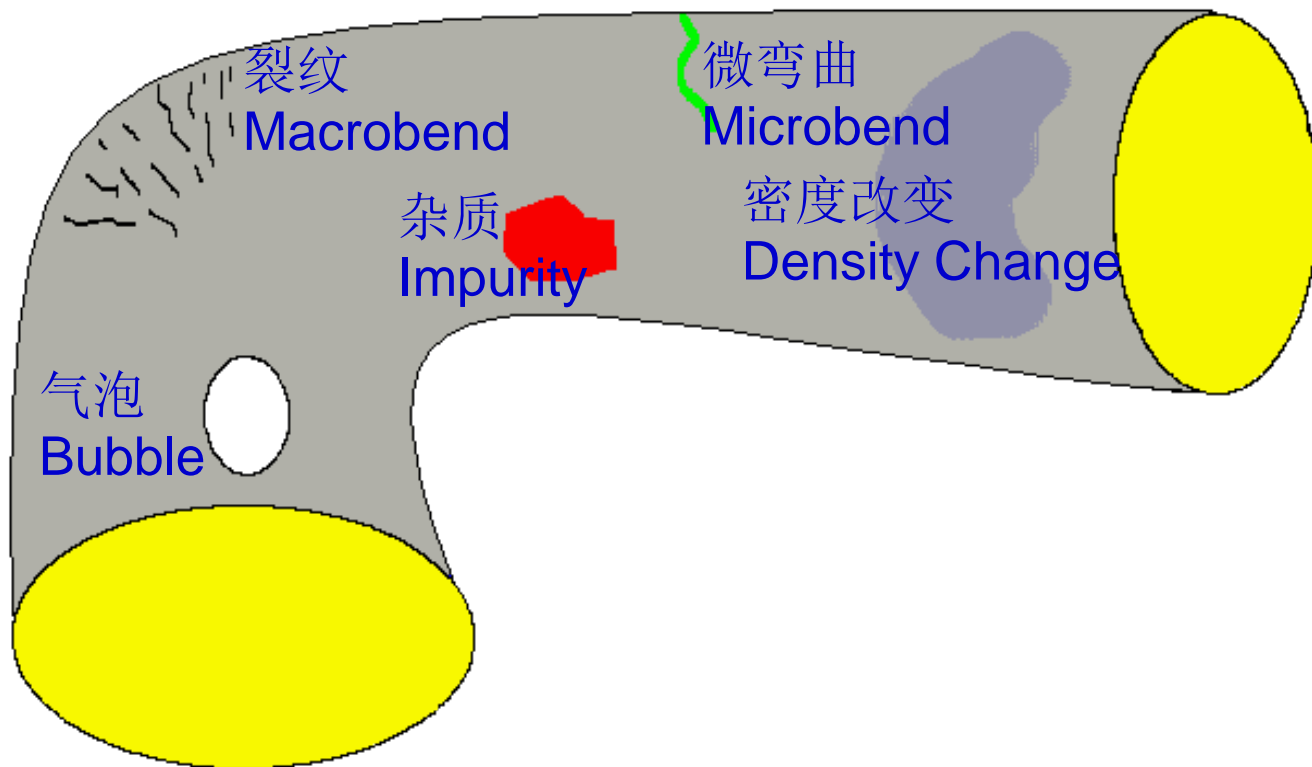 裂纹
Macrobend
微弯曲
Microbend
杂质
Impurity
密度改变
Density Change
气泡
Bubble